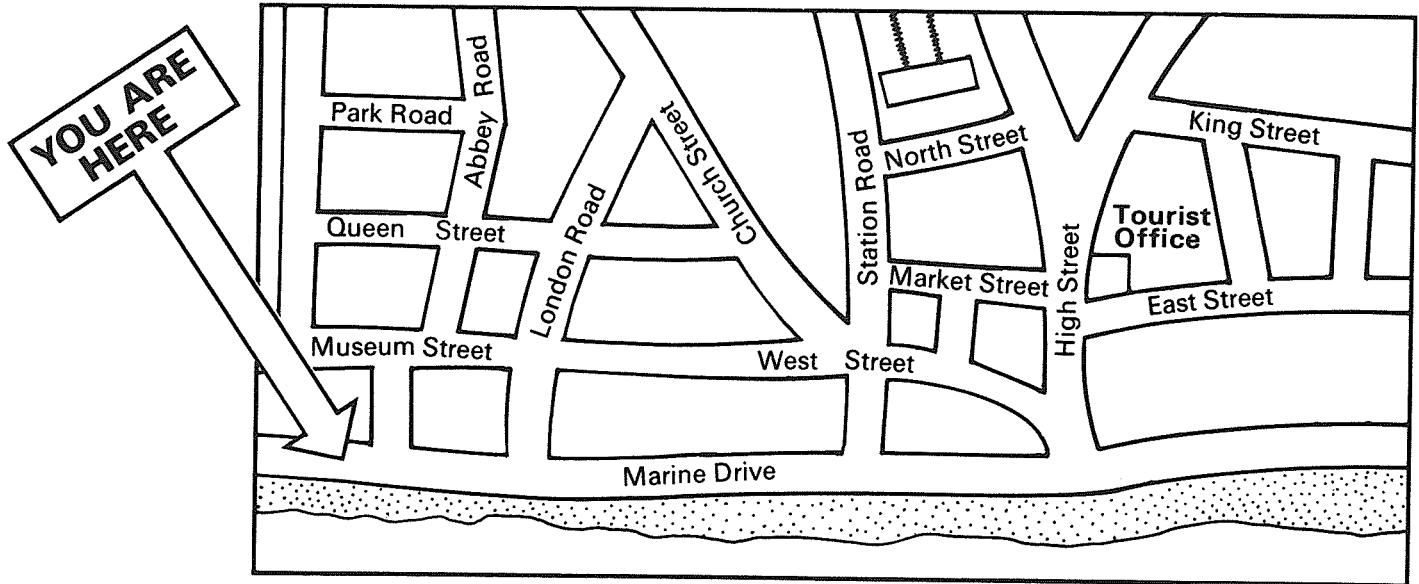 YOU ARE
HERE
Park Road
Abbey Road
Queen Street
London Road
Church Street
Museum Street
West Street
Station Road
North Street
Market Street
High Street
King Street
Tourist
Office
East Street
Marine Drive